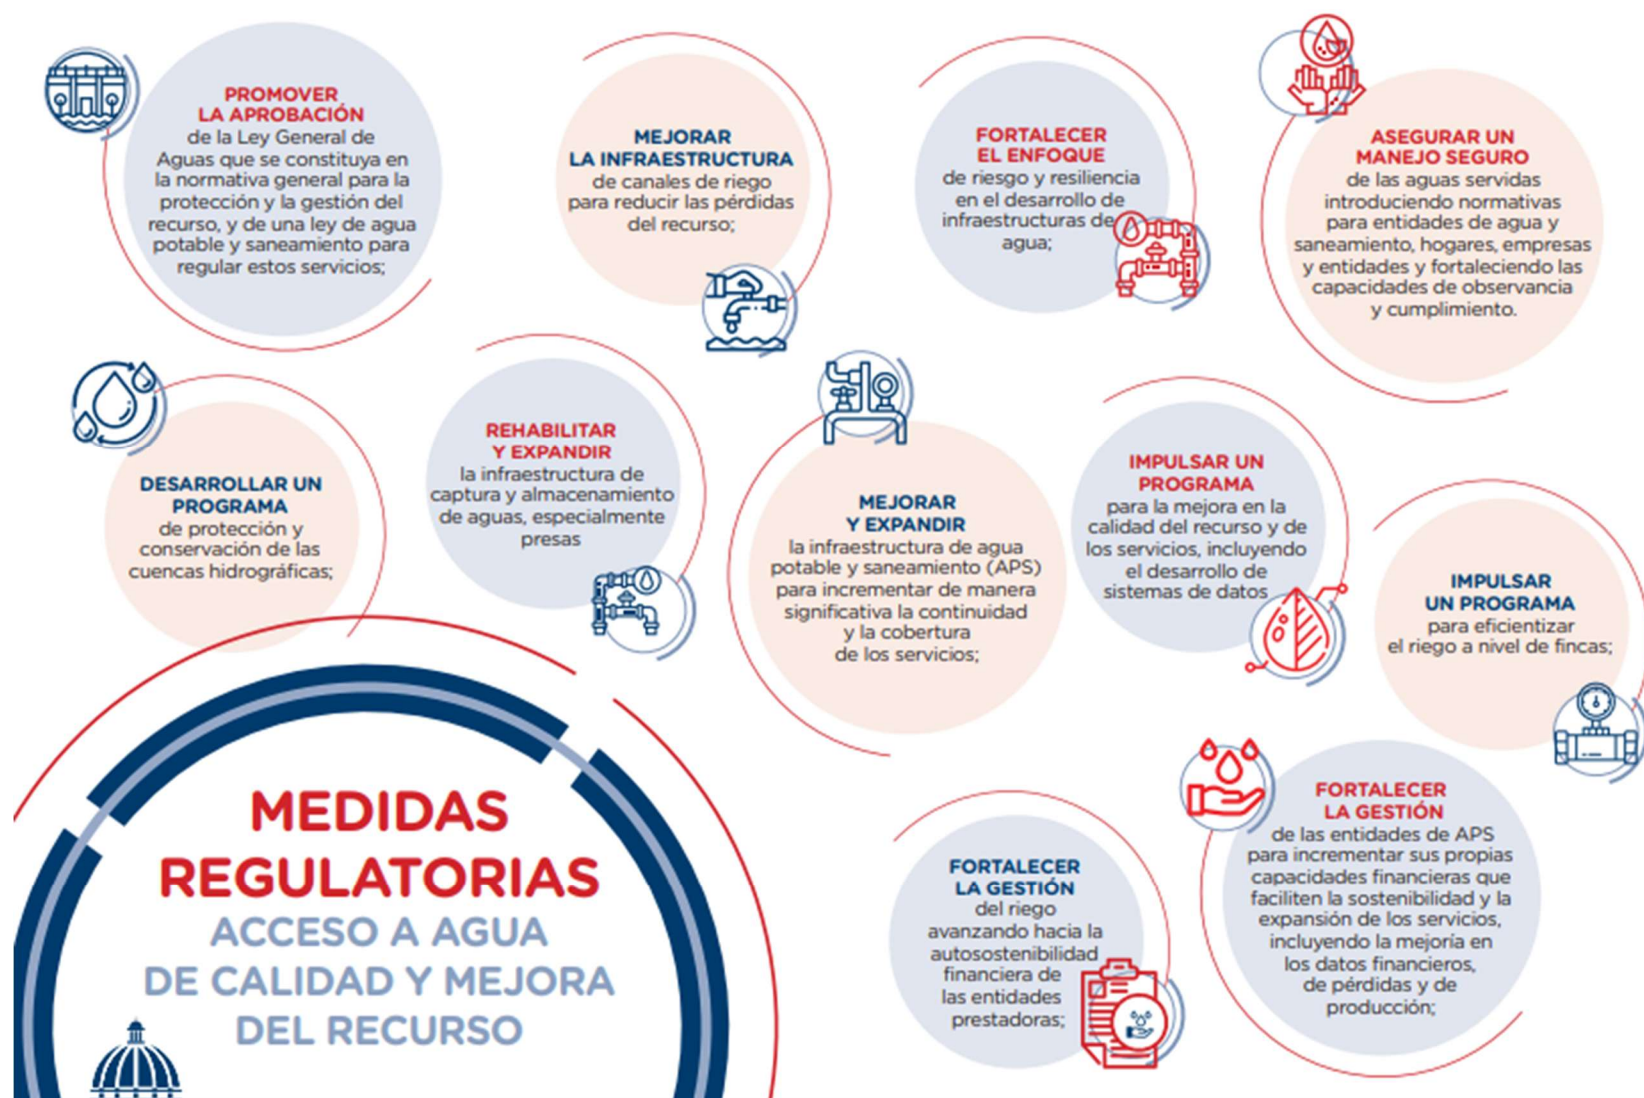 PROMOVER
LA APROBACIÓN
de la Ley General de
Aguas que se constituya en
la normativa general para la
protección y la gestión del
recurso, y de una ley de agua
potable y saneamiento para
regular estos servicios;
MEJORAR
LA INFRAESTRUCTURA
de canales de riego
para reducir las pérdidas
del recurso;
FORTALECER
EL ENFOQUE
de riesgo y resiliencia
en el desarrollo de
infraestructuras de
agua;
ASEGURAR UN
MANEJO SEGURO
de las aguas servidas
introduciendo normativas
para entidades de agua y
saneamiento, hogares, empresas
y entidades y fortaleciendo las
capacidades de observancia
y cumplimiento.
DESARROLLAR UN
PROGRAMA
de protección y
conservación de las
cuencas hidrográficas;
REHABILITAR
Y EXPANDIR
la infraestructura de
captura y almacenamiento
de aguas, especialmente
presas
MEJORAR
Y EXPANDIR
la infraestructura de agua
potable y saneamiento (APS)
para incrementar de manera
significativa la continuidad
y la cobertura
de los servicios;
IMPULSAR UN
PROGRAMA
para la mejora en la
calidad del recurso y de
los servicios, incluyendo
el desarrollo de
sistemas de datos
IMPULSAR
UN PROGRAMA
para eficientizar
el riego a nivel de fincas;
MEDIDAS
REGULATORIAS
ACCESO A AGUA
DE CALIDAD Y MEJORA
DEL RECURSO
FORTALECER
LA GESTIÓN
del riego
avanzando hacia la
autosostenibilidad
financiera de
las entidades
prestadoras;
FORTALECER
LA GESTIÓN
de las entidades de APS
para incrementar sus propias
capacidades financieras que
faciliten la sostenibilidad y la
expansión de los servicios,
incluyendo la mejoría en
los datos financieros,
de pérdidas y de
producción;